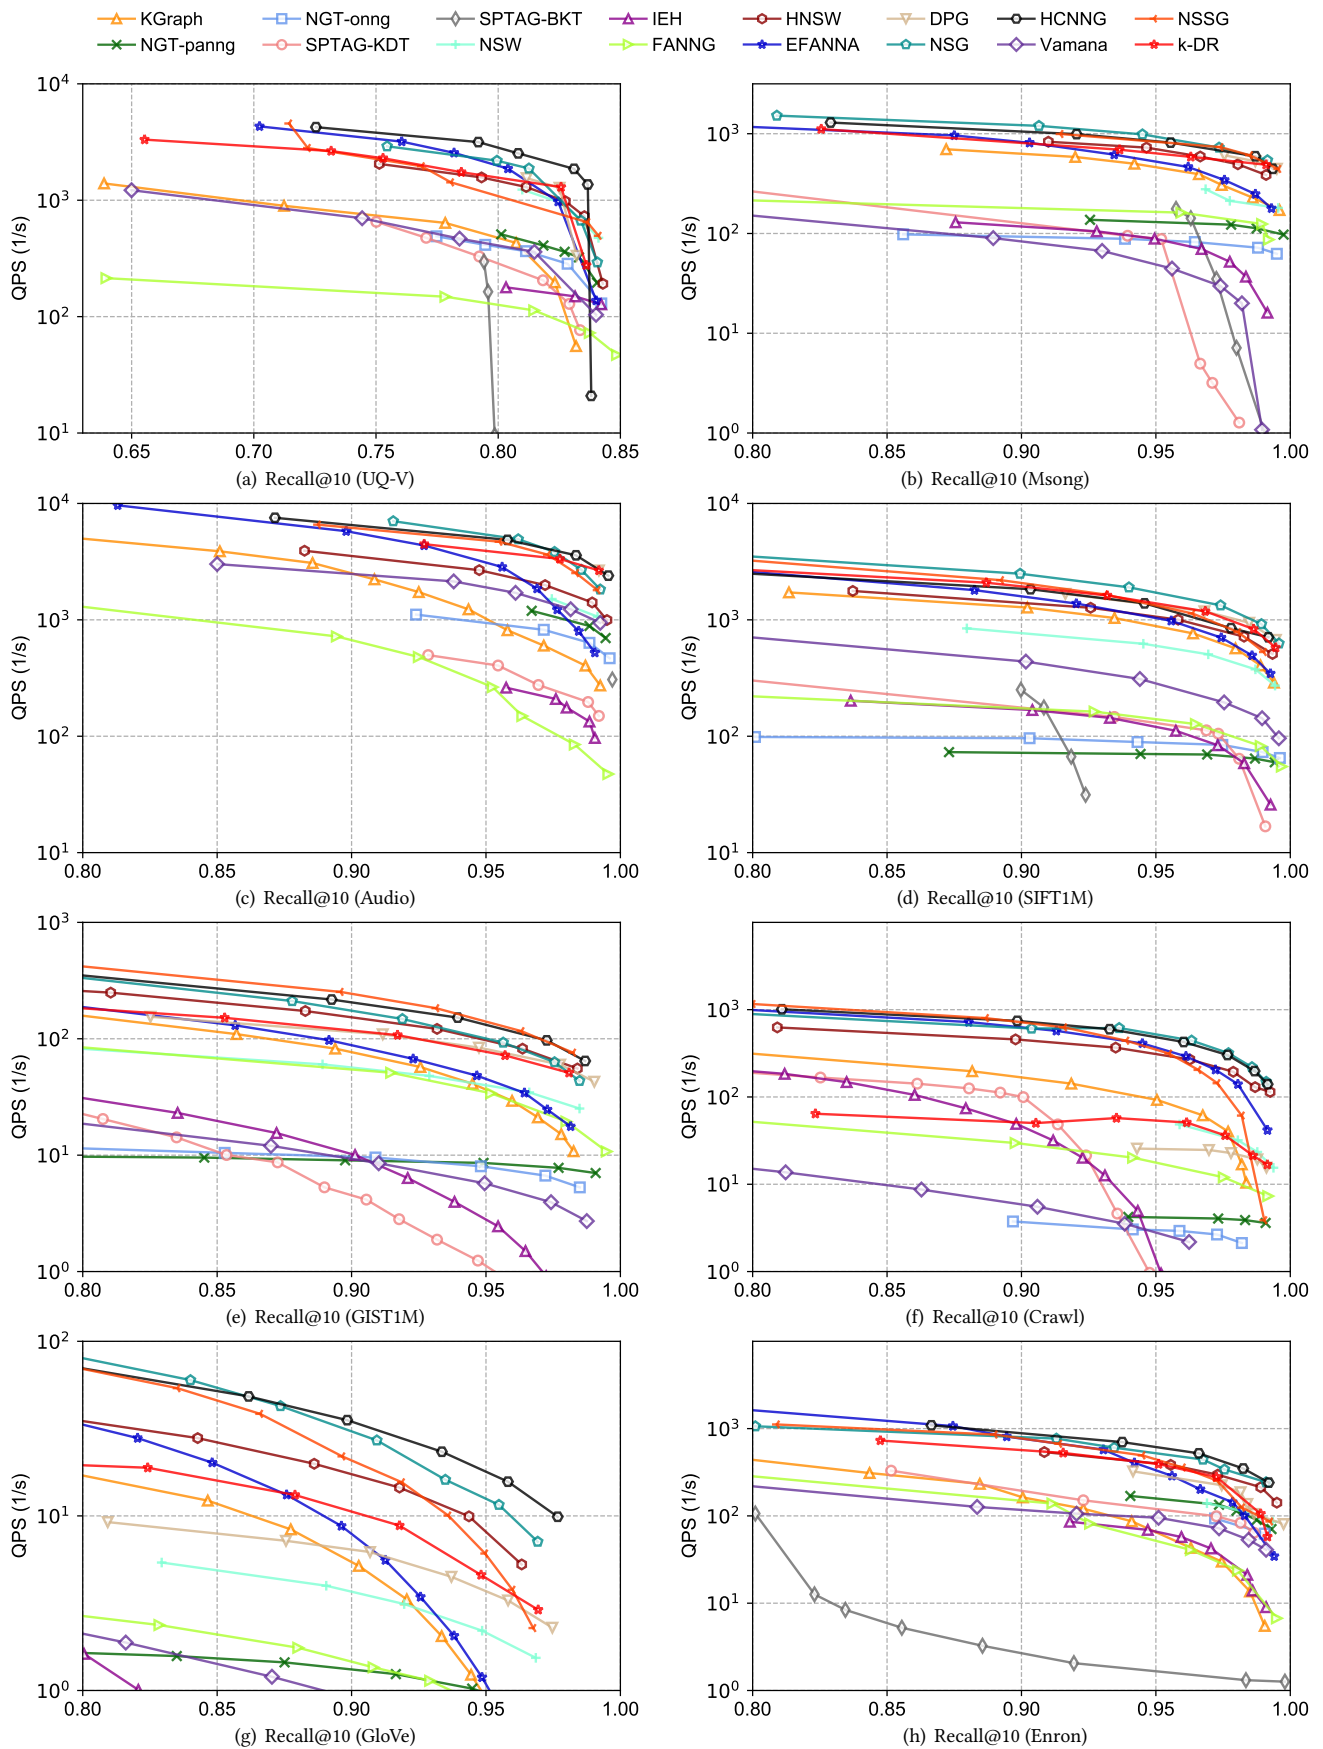 KGraph NGT-onng SPTAG-BKT IEH HNSW DPG HCNNG NSSG
NGT-panng SPTAG-KDT NSW FANNG EFANNA NSG Vamana k-DR
10^4
10^3
10^2
10^1
QPS (1/s)
0.65 0.70 0.75 0.80 0.85
(a) Recall@10 (UQ-V)
10^3
10^2
10^1
10^0
QPS (1/s)
0.80 0.85 0.90 0.95 1.00
(b) Recall@10 (Msong)
10^4
10^3
10^2
10^1
QPS (1/s)
0.80 0.85 0.90 0.95 1.00
(c) Recall@10 (Audio)
10^4
10^3
10^2
10^1
QPS (1/s)
0.80 0.85 0.90 0.95 1.00
(d) Recall@10 (SIFT1M)
10^3
10^2
10^1
10^0
QPS (1/s)
0.80 0.85 0.90 0.95 1.00
(e) Recall@10 (GIST1M)
10^3
10^2
10^1
10^0
QPS (1/s)
0.80 0.85 0.90 0.95 1.00
(f) Recall@10 (Crawl)
10^2
10^1
10^0
QPS (1/s)
0.80 0.85 0.90 0.95 1.00
(g) Recall@10 (GloVe)
10^3
10^2
10^1
10^0
QPS (1/s)
0.80 0.85 0.90 0.95 1.00
(h) Recall@10 (Enron)